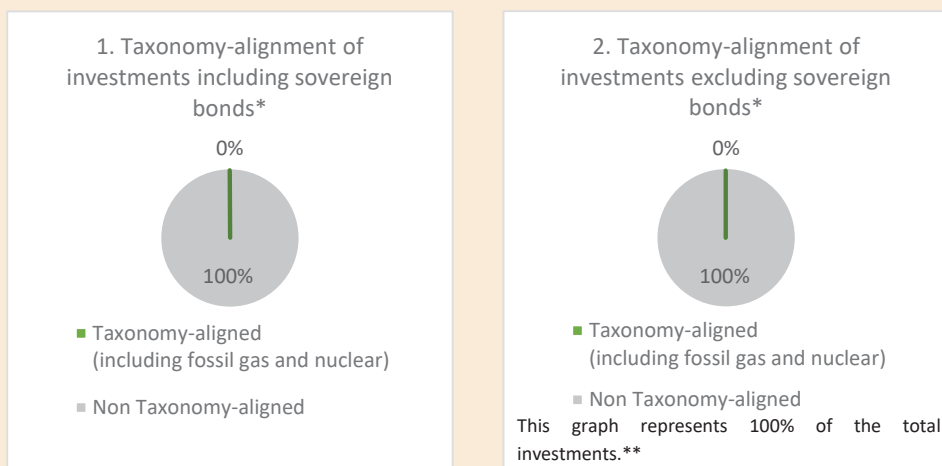 1. Taxonomy-alignment of
investments including sovereign
bonds*
0%
100%
Taxonomy-aligned
(including fossil gas and nuclear)
Non Taxonomy-aligned
2. Taxonomy-alignment of
investments excluding sovereign
bonds*
0%
100%
Taxonomy-aligned
(including fossil gas and nuclear)
Non Taxonomy-aligned
This graph represents 100% of the total
investments.**